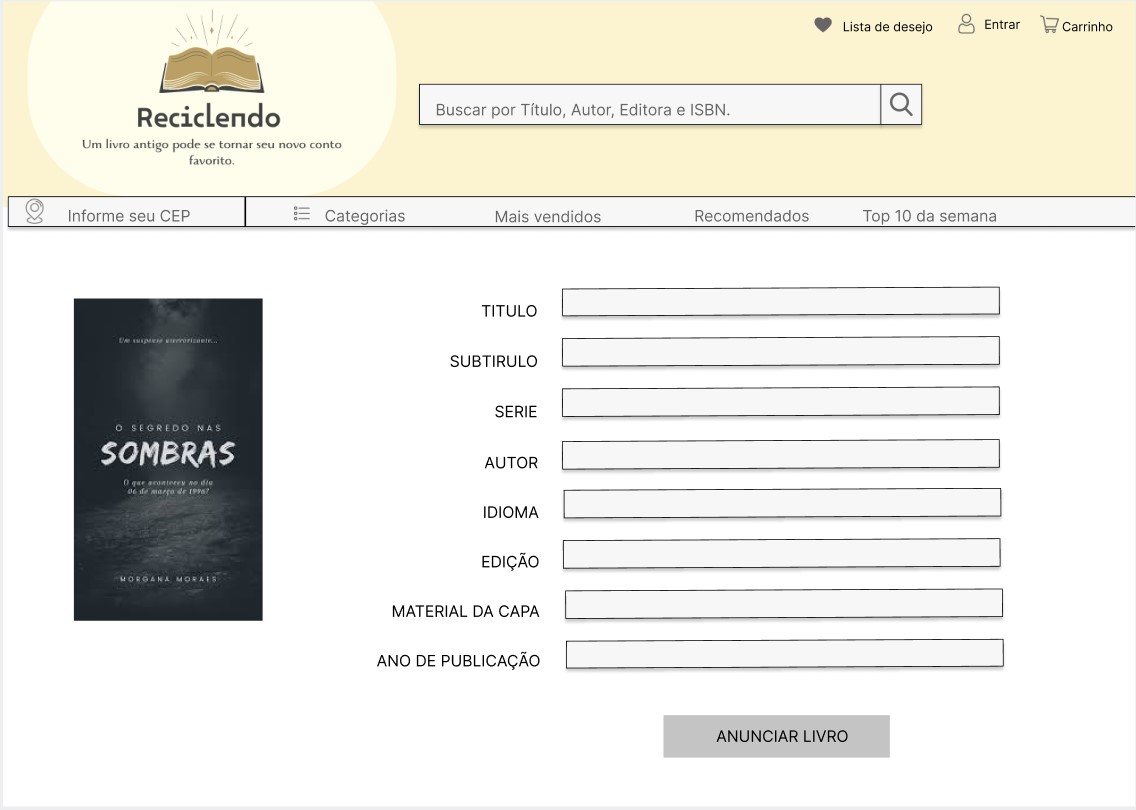 Lista de desejo
Entrar
Carrinho
Reciclendo
Um livro antigo pode se tornar seu novo conto
favorito.
Buscar por Título, Autor, Editora e ISBN.
Informe seu CEP
Categorias
Mais vendidos
Recomendados
Top 10 da semana
Um suspense aterrorizante...
O SEGREDO NAS
SOMBRAS
O que aconteceu no dia
06 de março de 1996?
MORGANA MORAES
TITULO
SUBTIRULO
SERIE
AUTOR
IDIOMA
EDIÇÃO
MATERIAL DA CAPA
ANO DE PUBLICAÇÃO
ANUNCIAR LIVRO